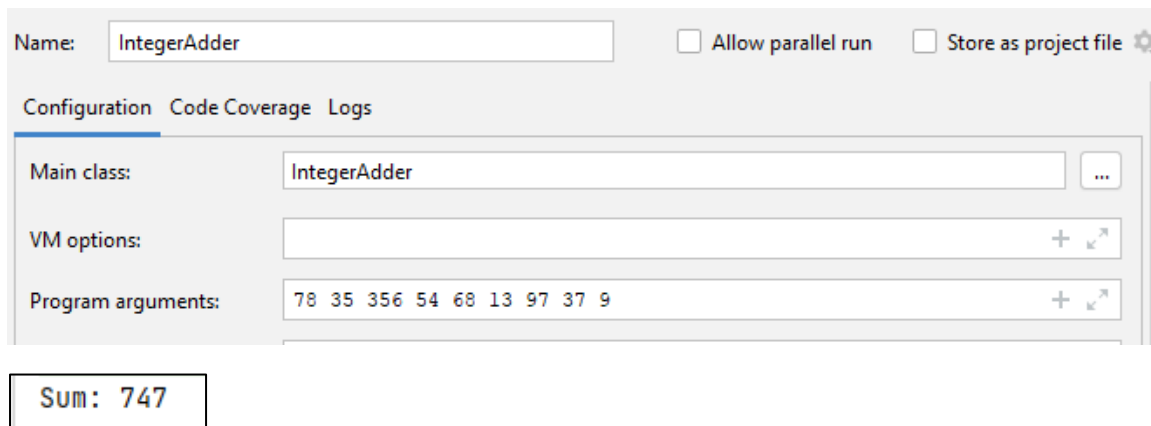 Name: IntegerAdder Allow parallel run Store as project file
Configuration Code Coverage Logs
Main class: IntegerAdder ...
VM options:
Program arguments: 78 35 356 54 68 13 97 37 9
Sum: 747